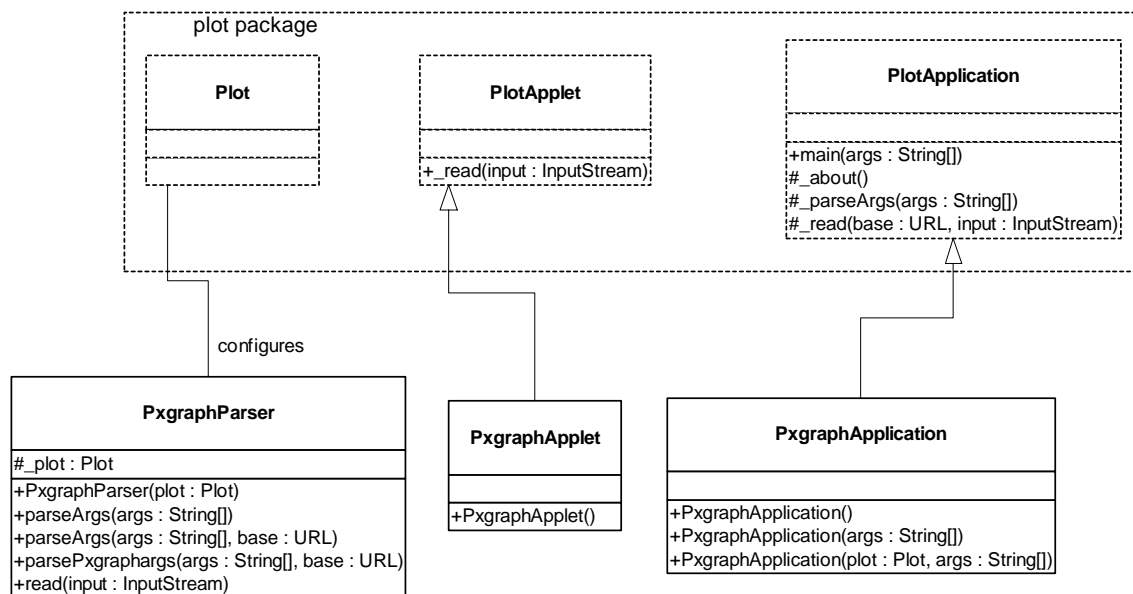 plot package
Plot
PlotApplet
+_read(input : InputStream)
PlotApplication
+main(args : String[])
#_about()
#_parseArgs(args : String[])
#_read(base : URL, input : InputStream)
configures
PxgraphParser
#_plot : Plot
+PxgraphParser(plot : Plot)
+parseArgs(args : String[])
+parseArgs(args : String[], base : URL)
+parsePxgraphargs(args : String[], base : URL)
+read(input : InputStream)
PxgraphApplet
+PxgraphApplet()
PxgraphApplication
+PxgraphApplication()
+PxgraphApplication(args : String[])
+PxgraphApplication(plot : Plot, args : String[])